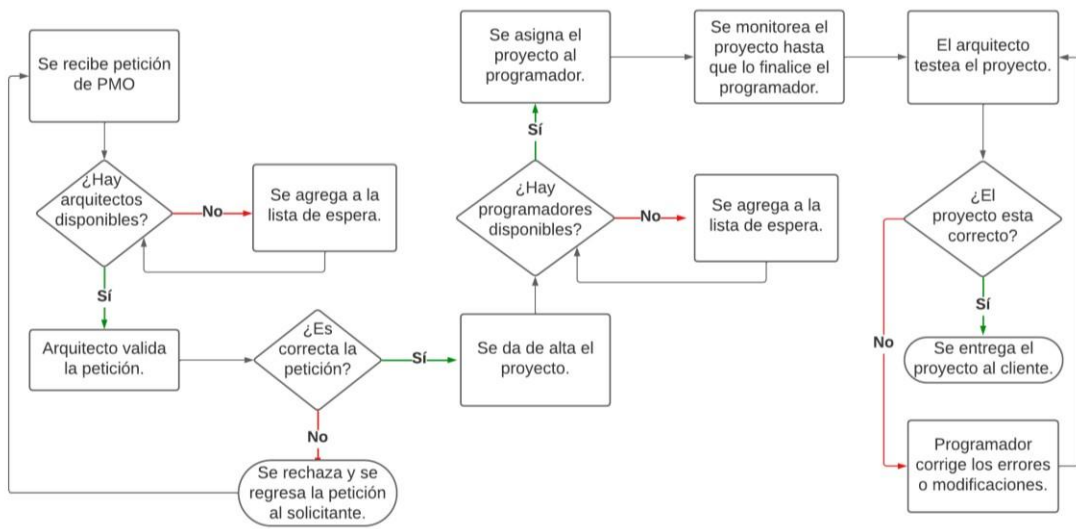 Se recibe petición
de PMO
¿Hay
arquitectos
disponibles?
No
Se agrega a la
lista de espera.
Sí
Arquitecto valida
la petición.
¿Es
correcta la
petición?
No
Se rechaza y se
regresa la petición
al solicitante.
Sí
Se da de alta el
proyecto.
¿Hay
programadores
disponibles?
No
Se agrega a la
lista de espera.
Sí
Se asigna el
proyecto al
programador.
Se monitorea el
proyecto hasta
que lo finalice el
programador.
El arquitecto
testea el proyecto.
¿El
proyecto esta
correcto?
Sí
Se entrega el
proyecto al cliente.
No
Programador
corrige los errores
o modificaciones.